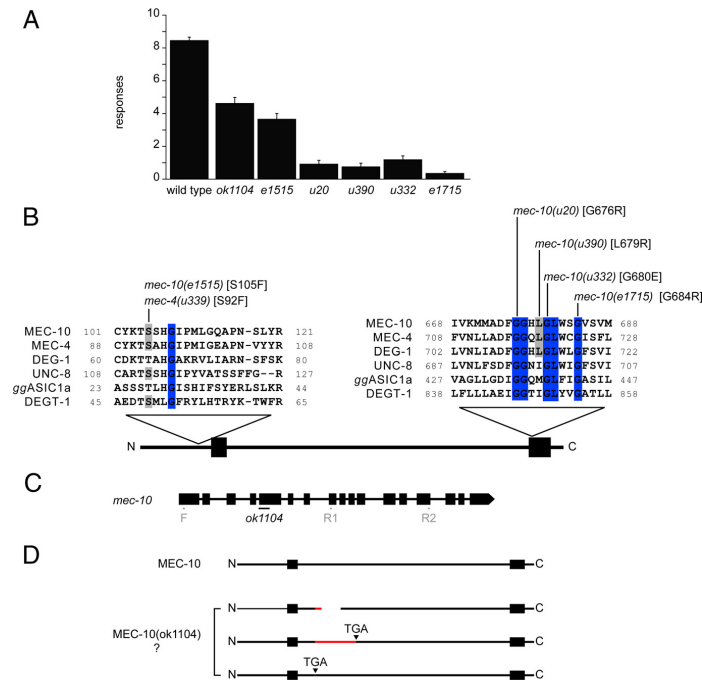 A
responses
10
8
6
4
2
0
wild type ok1104 e1515 u20 u390 u332 e1715
B
mec-10(e1515) [S105F]
mec-4(u339) [S92F]
MEC-10 101 CYKTSSHGIPMLGQAPN-SLYR 121
MEC-4 88 CYKTSAHGIPMIGEAPN-VYYR 108
DEG-1 60 CDKTTAHGAKRVLIARN-SFSK 80
UNC-8 92 CARTSSHGIPYVATSSFFG--R 127
ggASIC1a 23 ASSSTLHGISHIFSYERLSLKR 44
DEGT-1 45 AEDTSMLGFRYLHTRYK-TWFR 65
mec-10(u20) [G676R]
mec-10(u390) [L679R]
mec-10(u332) [G680E]
mec-10(e1715) [G684R]
MEC-10 668 IVKMMADFGGHLGLWSGVSVM 688
MEC-4 708 FVNLLADFGGQLGLWCGISFL 728
DEG-1 702 LVNLIADFGGHLGLWLGFSVL 722
UNC-8 687 LVNLLSDFGGNIGLWIGFSVI 707
ggASIC1a 427 VAGLLGDIGGQMGLFIGASIL 447
DEGT-1 838 LFLLLAEIGGTIGLYVGATLL 858
N C
C
mec-10
F ok1104 R1 R2
D
MEC-10 N C
N C
MEC-10(ok1104)
?
TGA
N C
TGA
N C